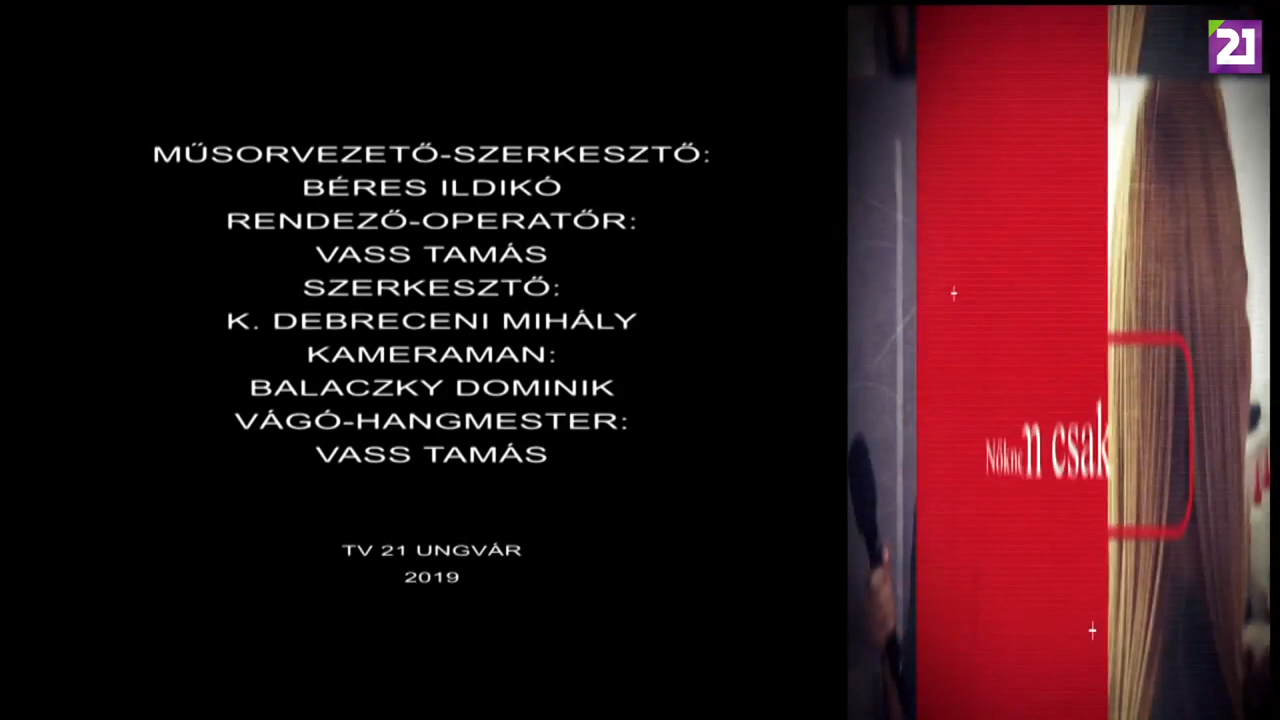 MŰSORVEZETŐ-SZERKESZTŐ:
BÉRES ILDIKÓ
RENDEZŐ-OPERATŐR:
VASS TAMÁS
SZERKESZTŐ:
K. DEBRECENI MIHÁLY
KAMERAMAN:
BALACZKY DOMINIK
VÁGÓ-HANGMESTER:
VASS TAMÁS
TV 21 UNGVÁR
2019
21
n csak